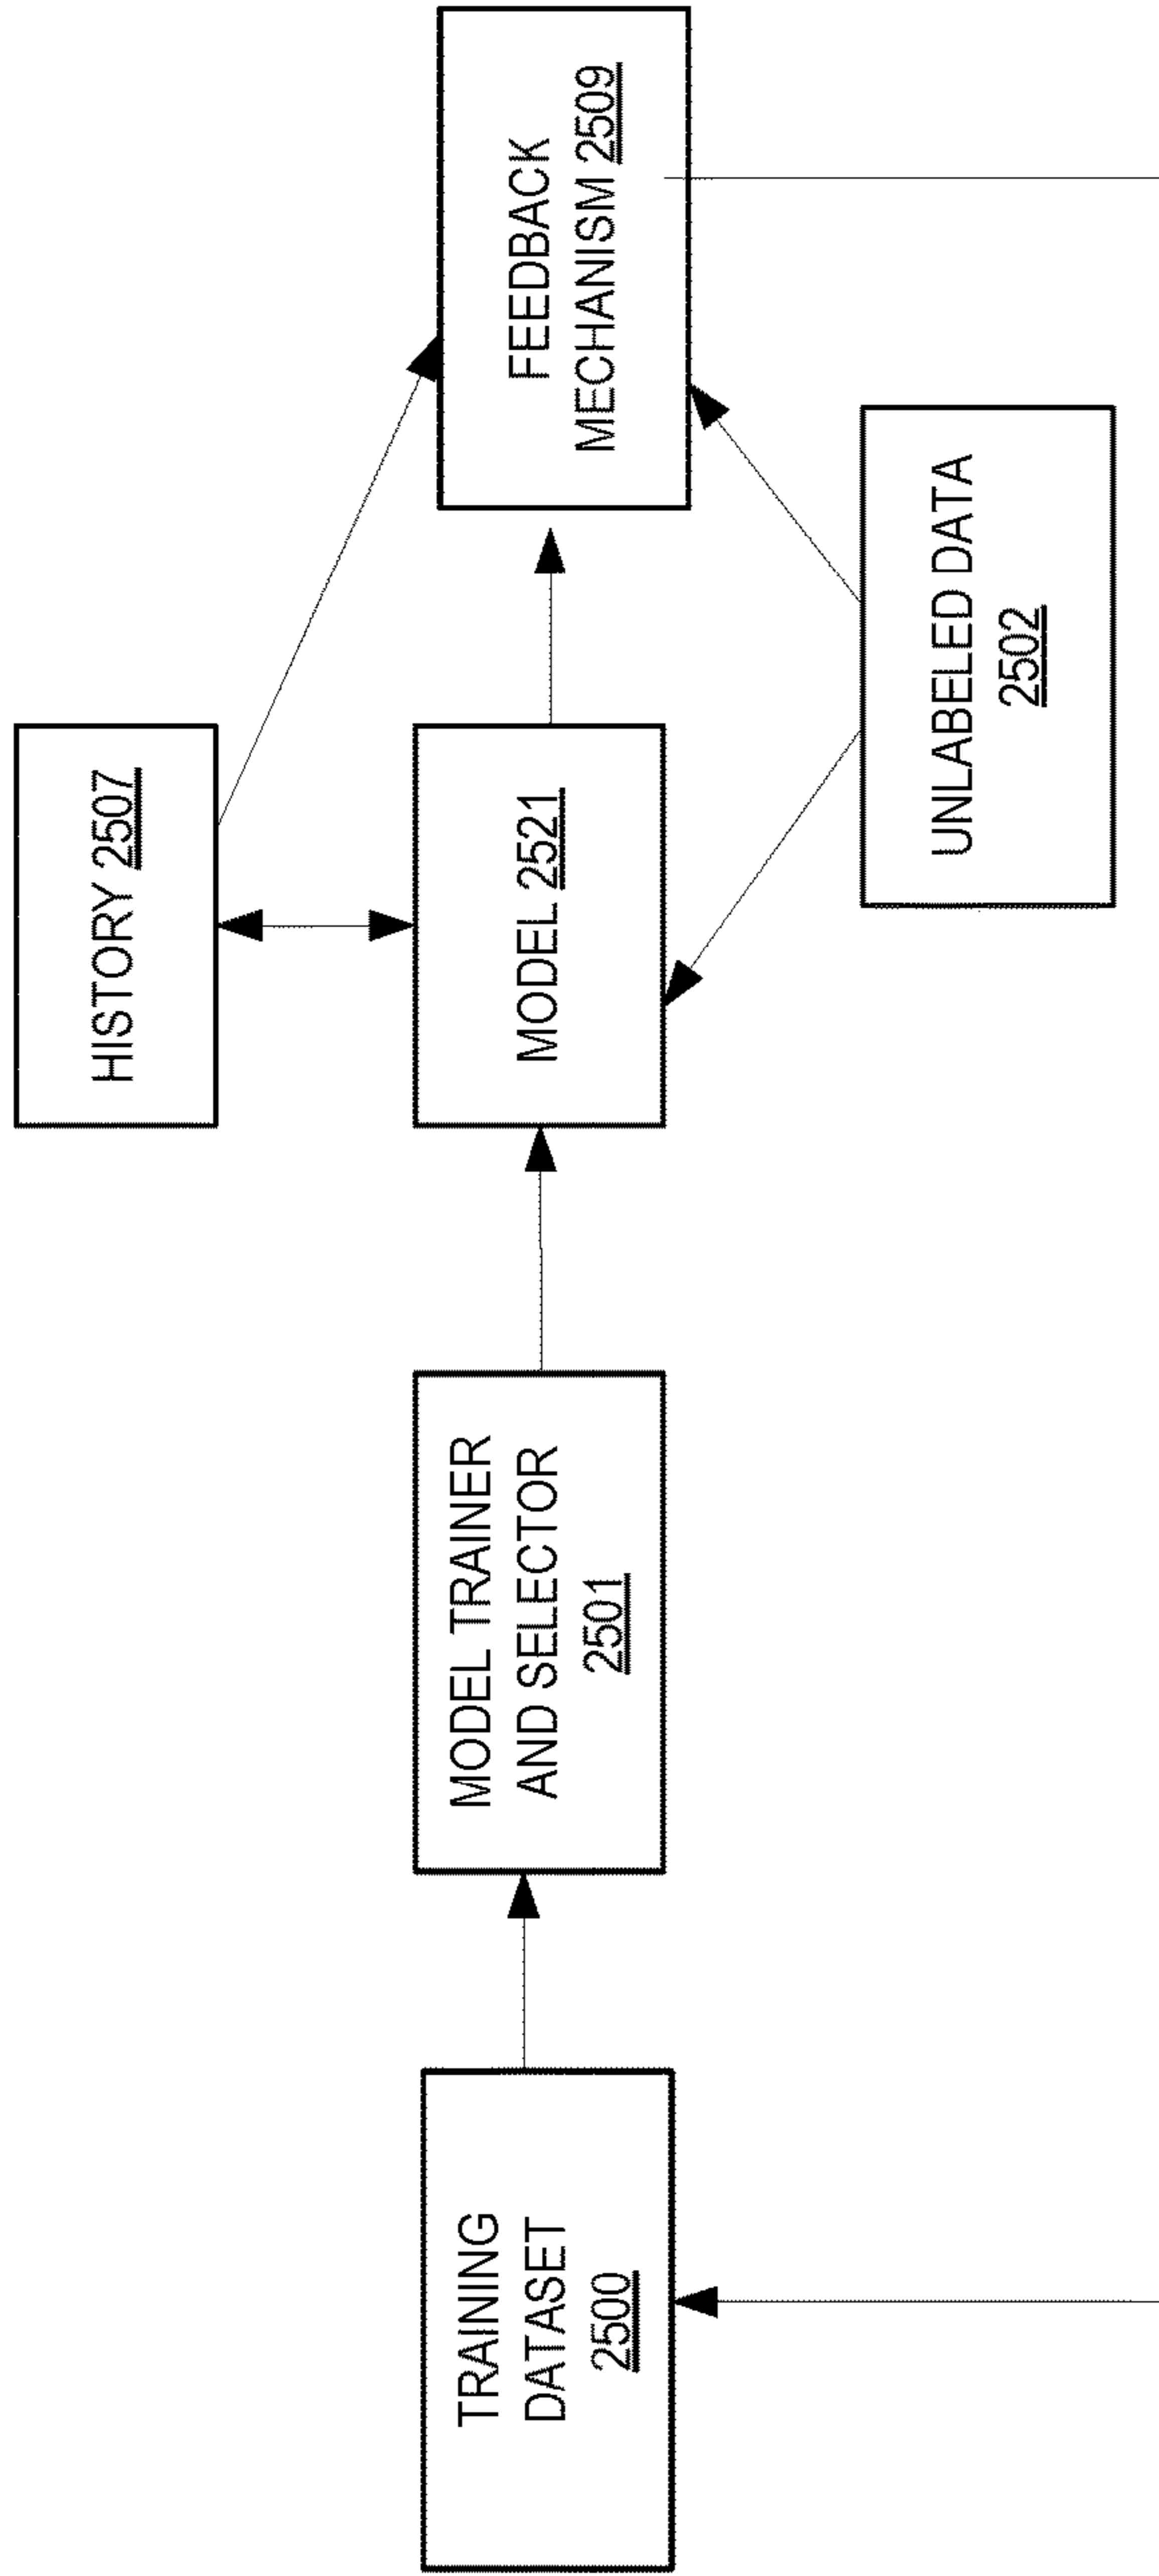 TRAINING
DATASET
2500
MODEL TRAINER
AND SELECTOR
2501
HISTORY 2507
MODEL 2521
UNLABELED DATA
2502
FEEDBACK
MECHANISM 2509